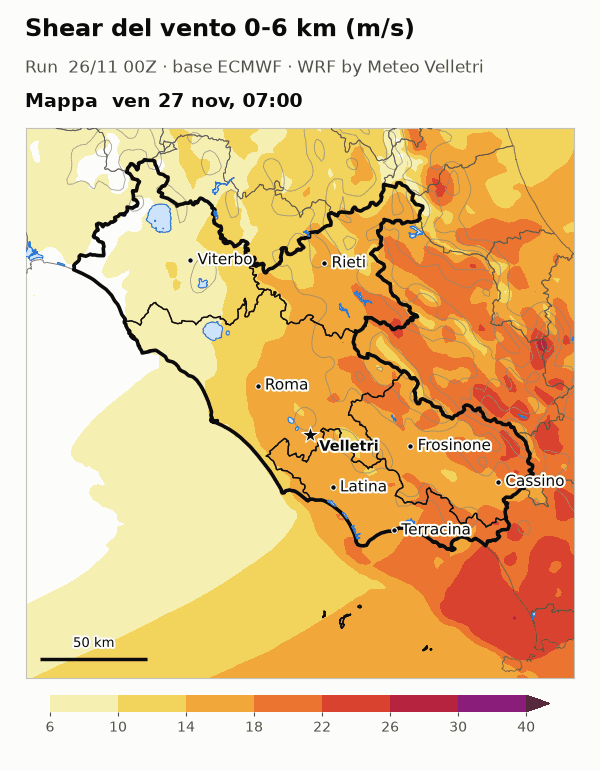 Shear del vento 0-6 km (m/s)
Run 26/11 00Z · base ECMWF · WRF by Meteo Velletri
Mappa ven 27 nov, 07:00
Viterbo
Rieti
Roma
Velletri
Frosinone
Latina
Cassino
Terracina
50 km
6 10 14 18 22 26 30 40